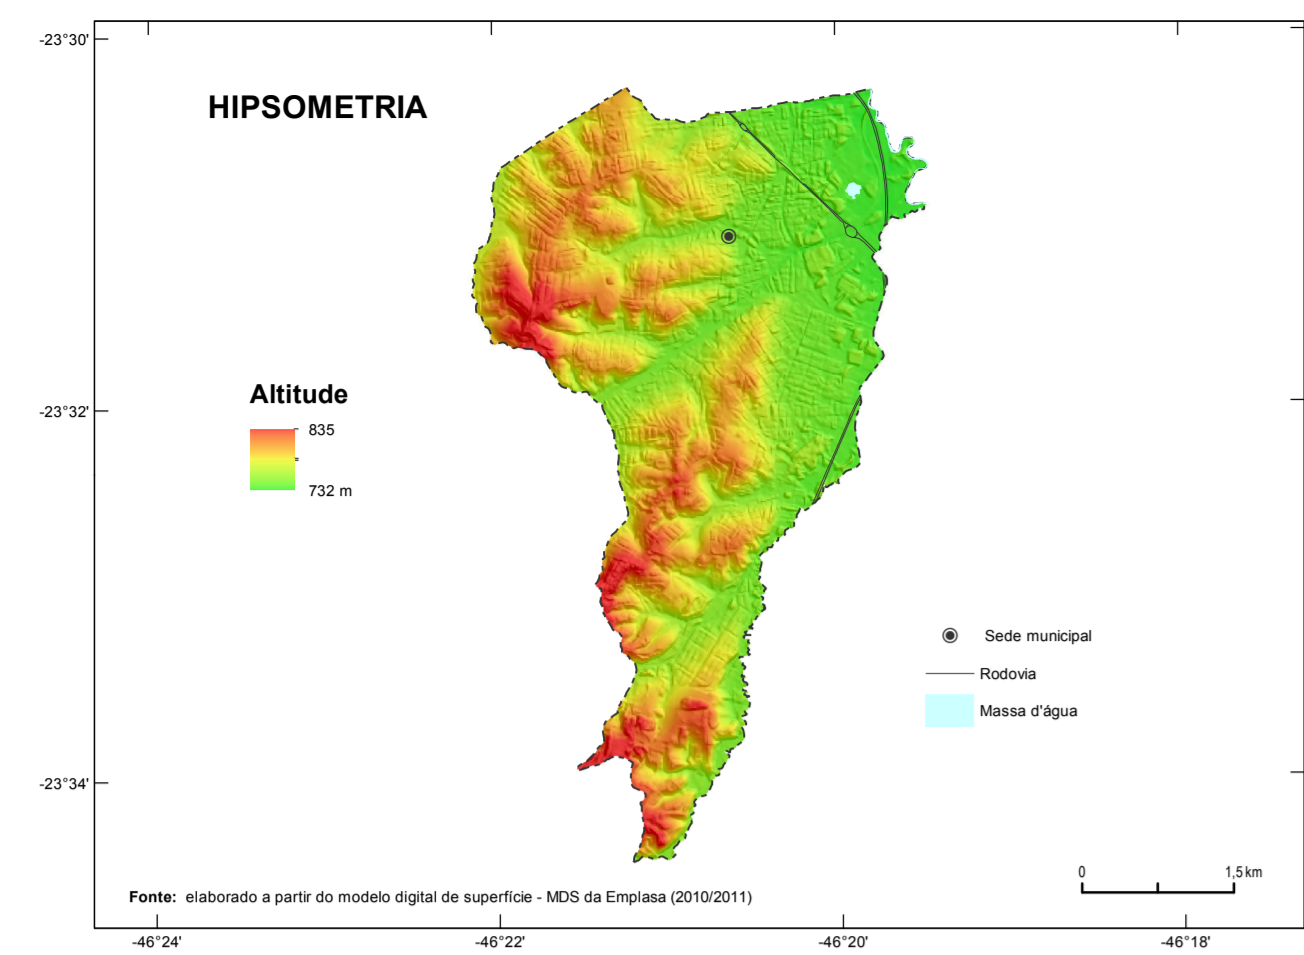 -23°30'
HIPSOMETRIA
Altitude
835
732 m
-23°32'
Sede municipal
Rodovia
Massa d'água
-23°34'
0 1,5 km
Fonte: elaborado a partir do modelo digital de superfície - MDS da Emplasa (2010/2011)
-46°24' -46°22' -46°20' -46°18'